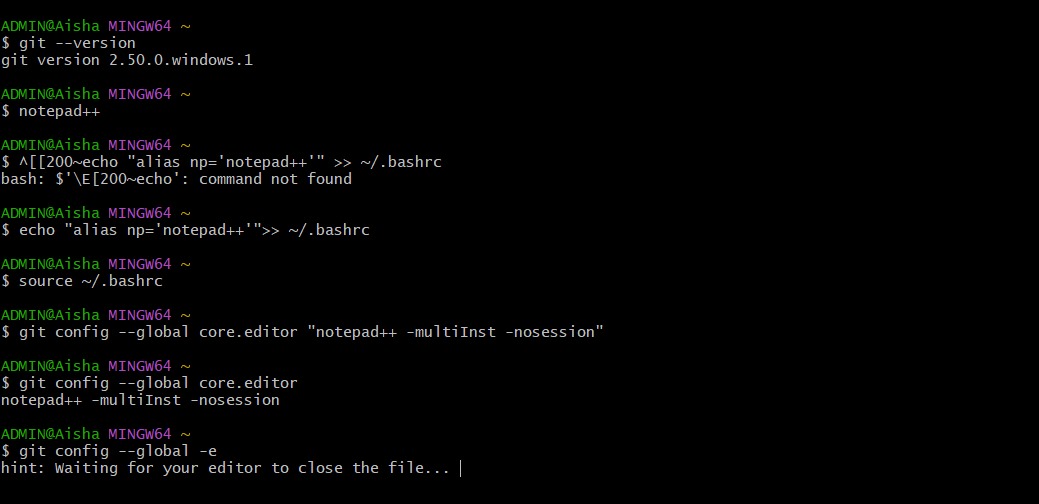 ADMIN@Aisha MINGW64 ~
$ git --version
git version 2.50.0.windows.1
ADMIN@Aisha MINGW64 ~
$ notepad++
ADMIN@Aisha MINGW64 ~
$ ^[[200~echo "alias np='notepad++'" >> ~/.bashrc
bash: $'\E[200~echo': command not found
ADMIN@Aisha MINGW64 ~
$ echo "alias np='notepad++'">> ~/.bashrc
ADMIN@Aisha MINGW64 ~
$ source ~/.bashrc
ADMIN@Aisha MINGW64 ~
$ git config --global core.editor "notepad++ -multiInst -nosession"
ADMIN@Aisha MINGW64 ~
$ git config --global core.editor
notepad++ -multiInst -nosession
ADMIN@Aisha MINGW64 ~
$ git config --global -e
hint: Waiting for your editor to close the file...